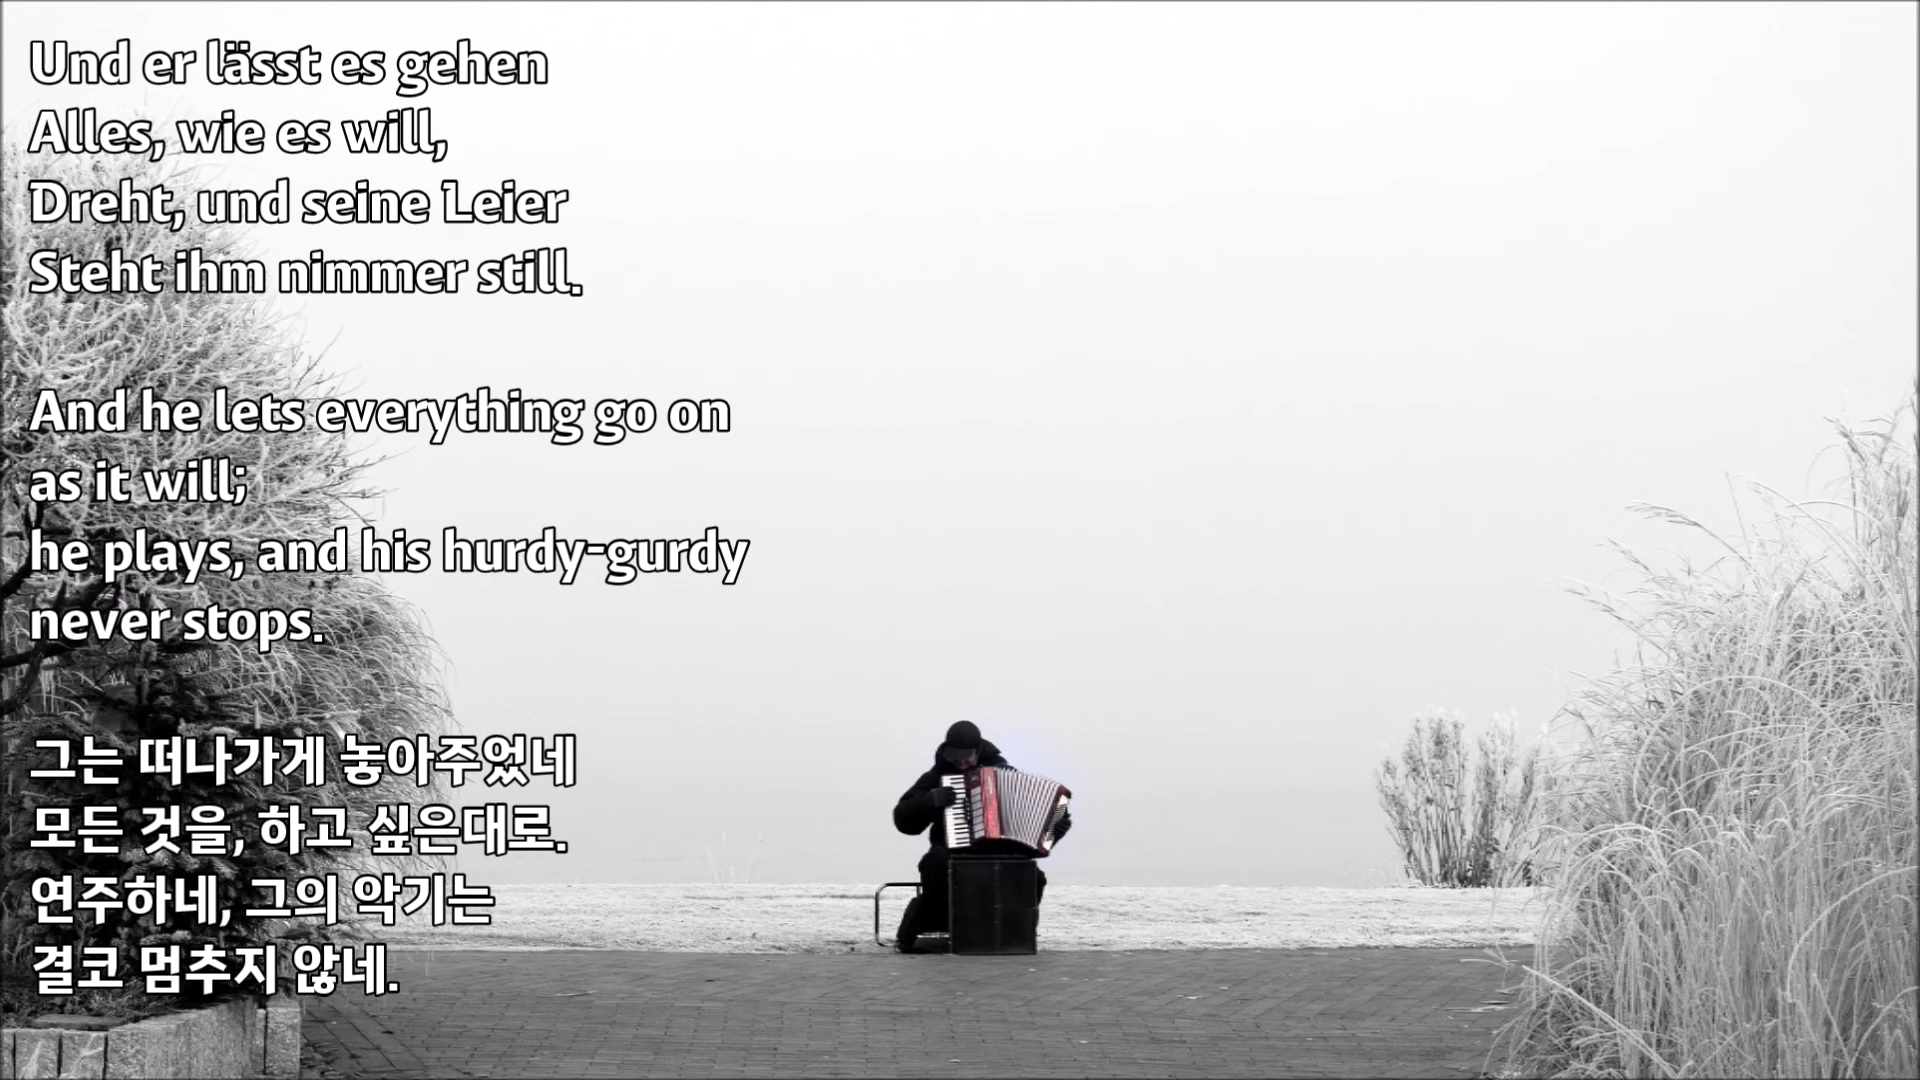 Und er lässt es gehen
Alles, wie es will,
Dreht, und seine Leier
Steht ihm nimmer still.
And he lets everything go on
as it will;
he plays, and his hurdy-gurdy
never stops.
그는 떠나가게 놓아주었네
모든 것을, 하고 싶은대로.
연주하네, 그의 악기는
결코 멈추지 않네.